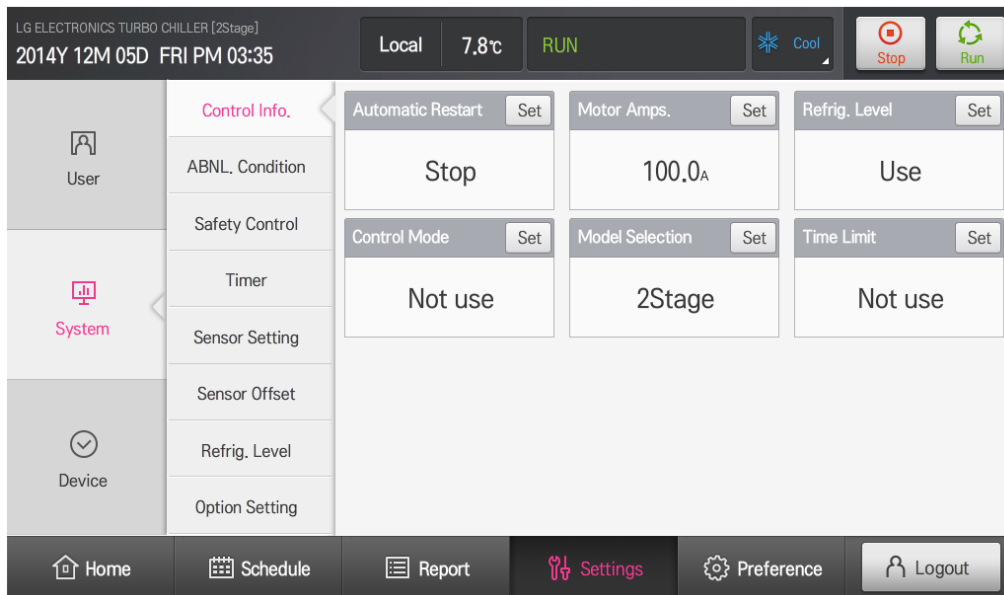 LG ELECTRONICS TURBO CHILLER [2Stage]
2014Y 12M 05D FRI PM 03:35
Local 7.8℃ RUN Cool Stop Run
User
System
Device
Control Info.
ABNL. Condition
Safety Control
Timer
Sensor Setting
Sensor Offset
Refrig. Level
Option Setting
Automatic Restart Set Motor Amps. Set Refrig. Level Set
Stop 100.0A Use
Control Mode Set Model Selection Set Time Limit Set
Not use 2Stage Not use
Home Schedule Report Settings Preference Logout